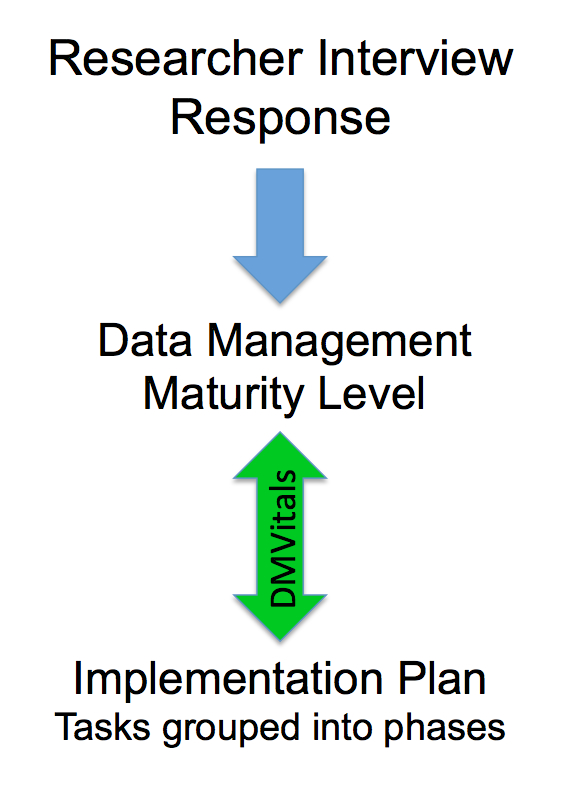 Researcher Interview
Response
Data Management
Maturity Level
DMVitals
Implementation Plan
Tasks grouped into phases